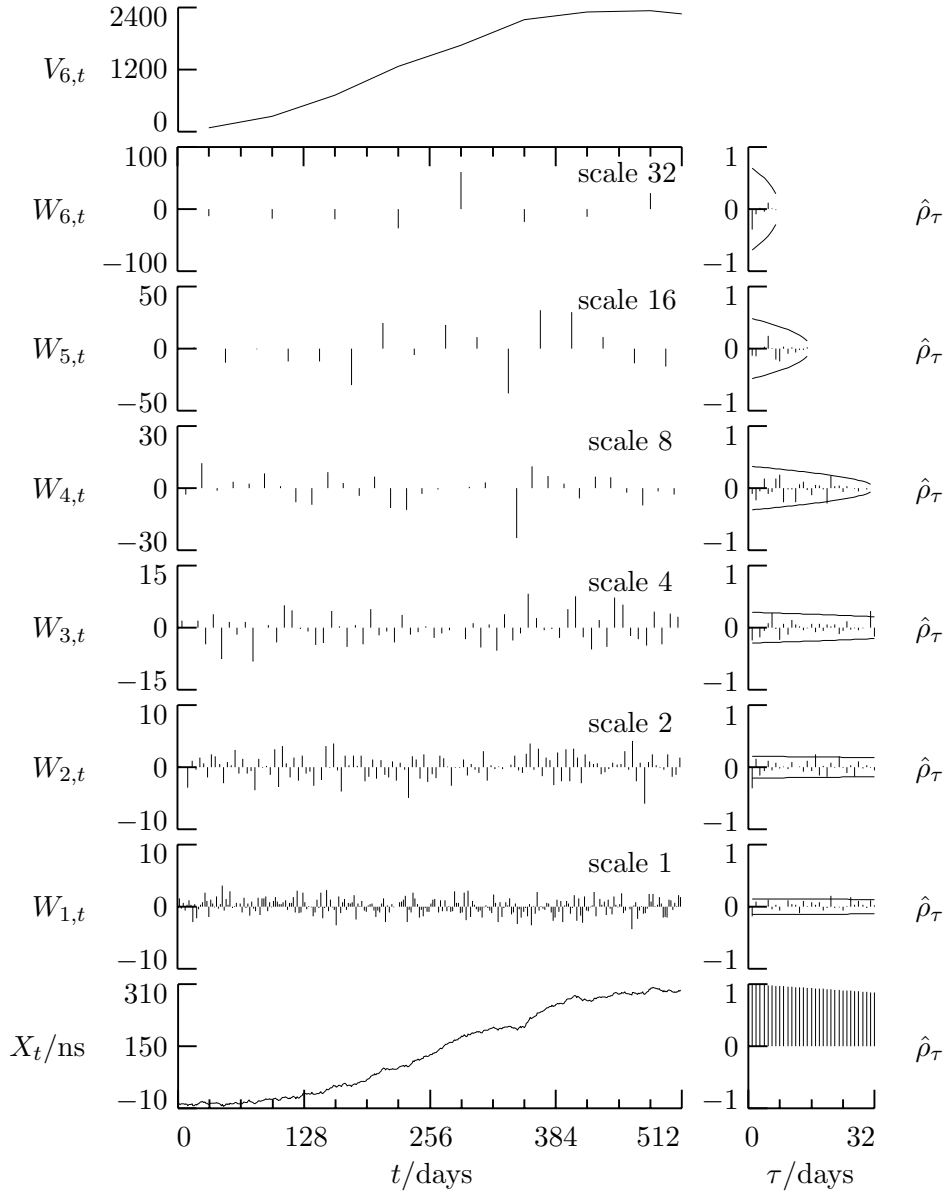 2400
V6,t 1200
0
100 scale 32 1
W6,t 0 0 ρ̂τ
−100 −1
50 scale 16 1
W5,t 0 0 ρ̂τ
−50 −1
30 scale 8 1
W4,t 0 0 ρ̂τ
−30 −1
15 scale 4 1
W3,t 0 0 ρ̂τ
−15 −1
10 scale 2 1
W2,t 0 0 ρ̂τ
−10 −1
10 scale 1 1
W1,t 0 0 ρ̂τ
−10 −1
310 1
Xt/ns 150 0 ρ̂τ
−10 −1
0 128 256 384 512 0 32
t/days τ/days